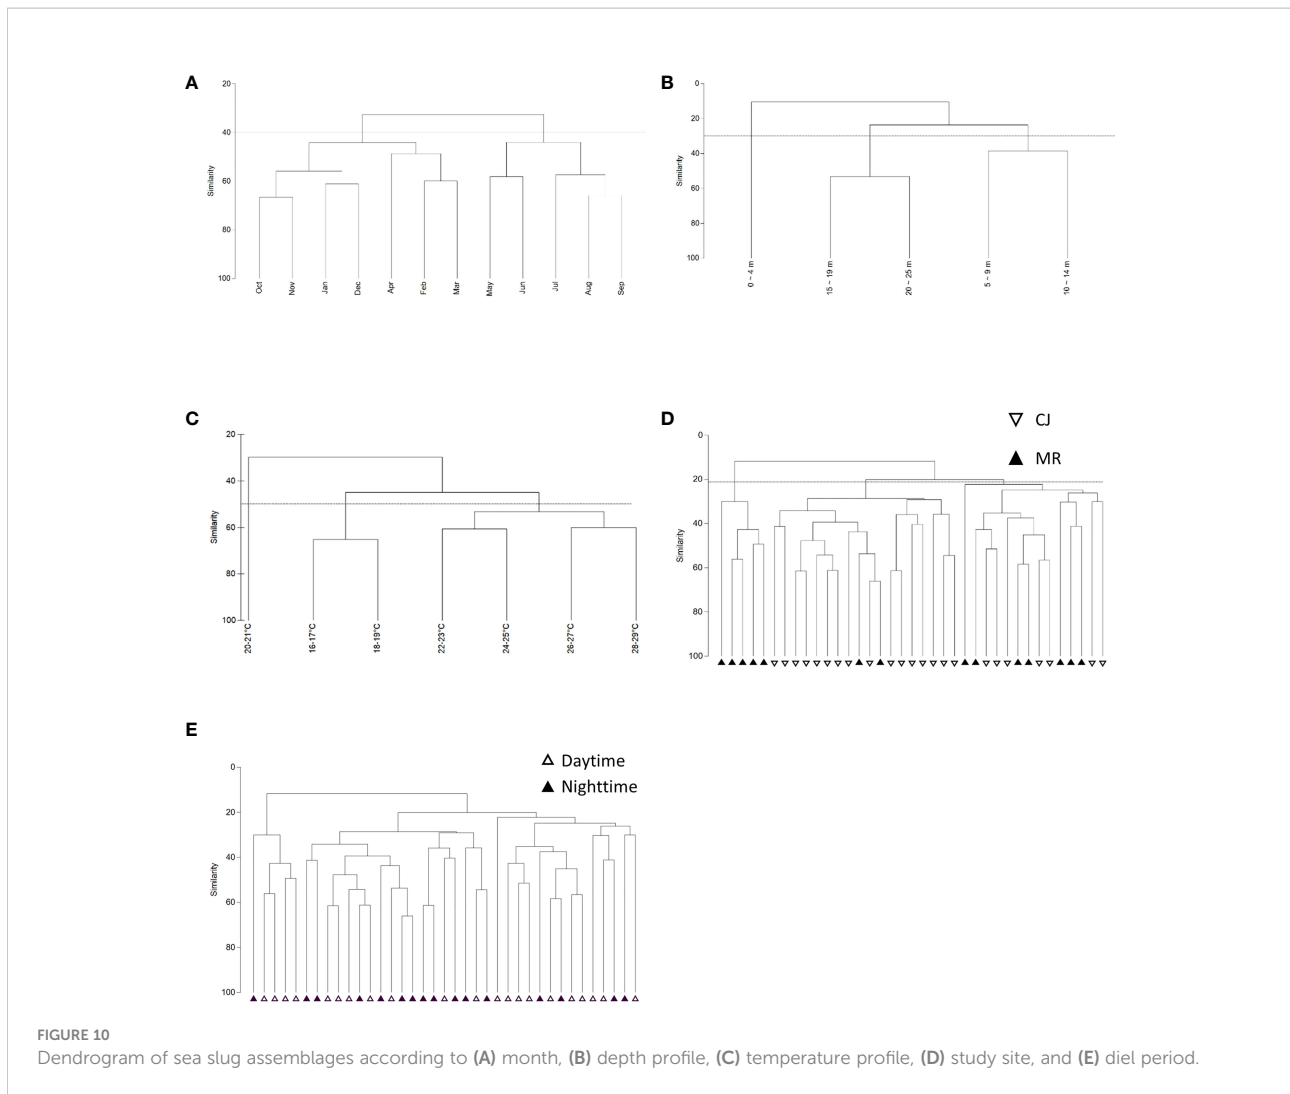 A
20
40
60
80
100
Similarity
Oct
Nov
Jan
Dec
Apr
Feb
Mar
May
Jun
Jul
Aug
Sep
B
0
20
40
60
80
100
Similarity
0 ~ 4 m
15 ~ 19 m
20 ~ 25 m
5 ~ 9 m
10 ~ 14 m
C
20
40
60
80
100
Similarity
20-21°C
16-17°C
18-19°C
22-23°C
24-25°C
26-27°C
28-29°C
D
CJ
MR
0
20
40
60
80
100
Similarity
E
Daytime
Nighttime
0
20
40
60
80
100
Similarity
FIGURE 10
Dendrogram of sea slug assemblages according to (A) month, (B) depth profile, (C) temperature profile, (D) study site, and (E) diel period.